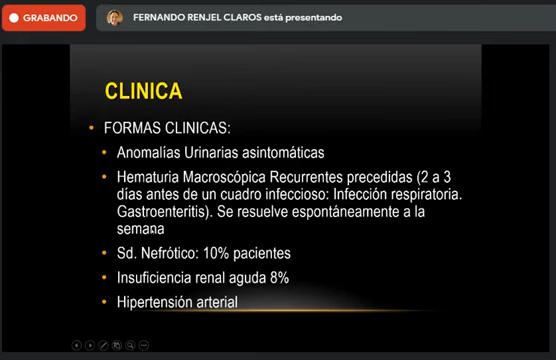 GRABANDO
FERNANDO RENJEL CLAROS está presentando
CLINICA
• FORMAS CLINICAS:
• Anomalías Urinarias asintomáticas
• Hematuria Macroscópica Recurrentes precedidas (2 a 3
días antes de un cuadro infeccioso: Infección respiratoria.
Gastroenteritis). Se resuelve espontáneamente a la
semana
• Sd. Nefrótico: 10% pacientes
• Insuficiencia renal aguda 8%
• Hipertensión arterial